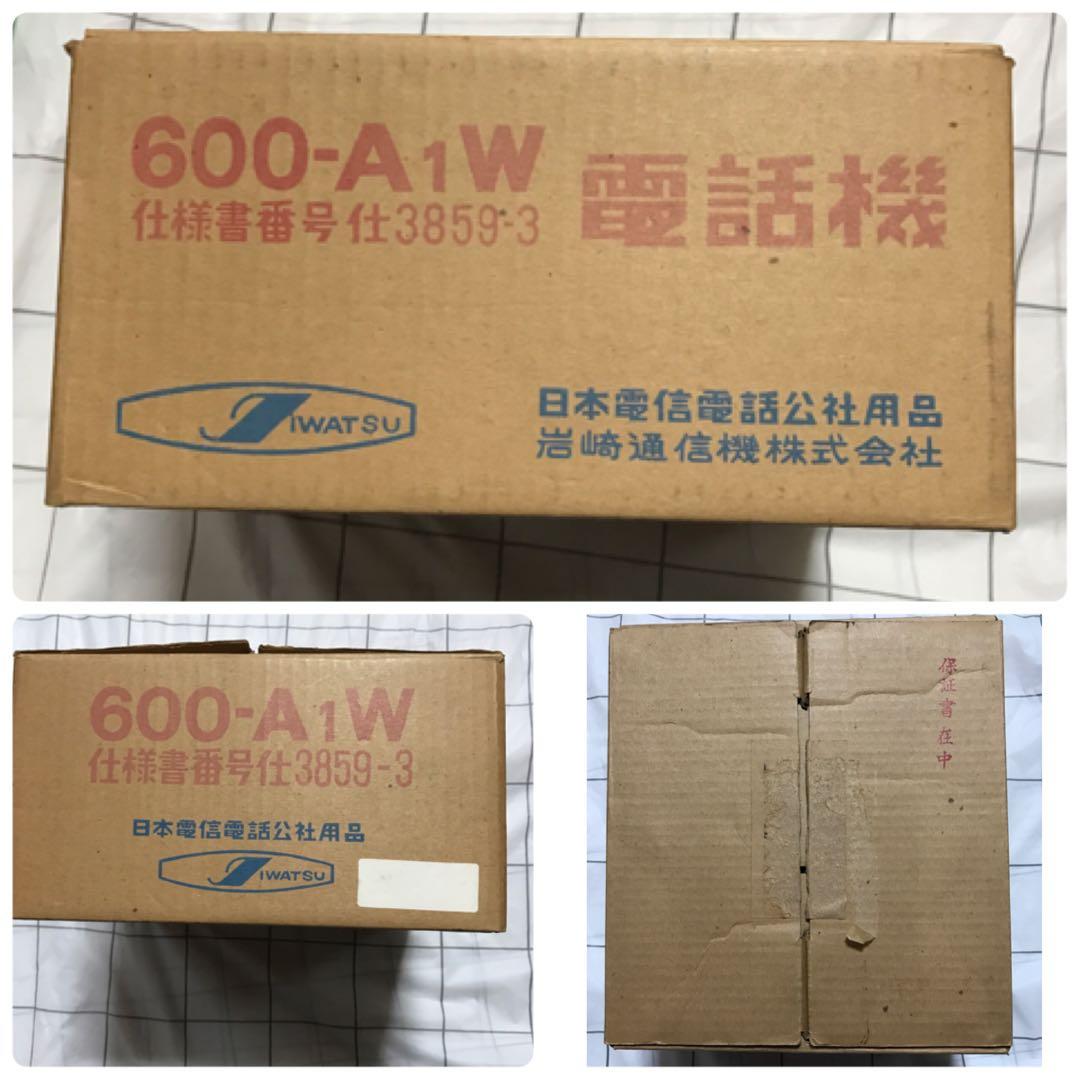 600-A1W
仕様書番号仕3859-3
電話機
IWATSU
日本電信電話公社用品
岩崎通信機株式会社
600-A1W
仕様書番号仕3859-3
日本電信電話公社用品
IWATSU
保証書在中